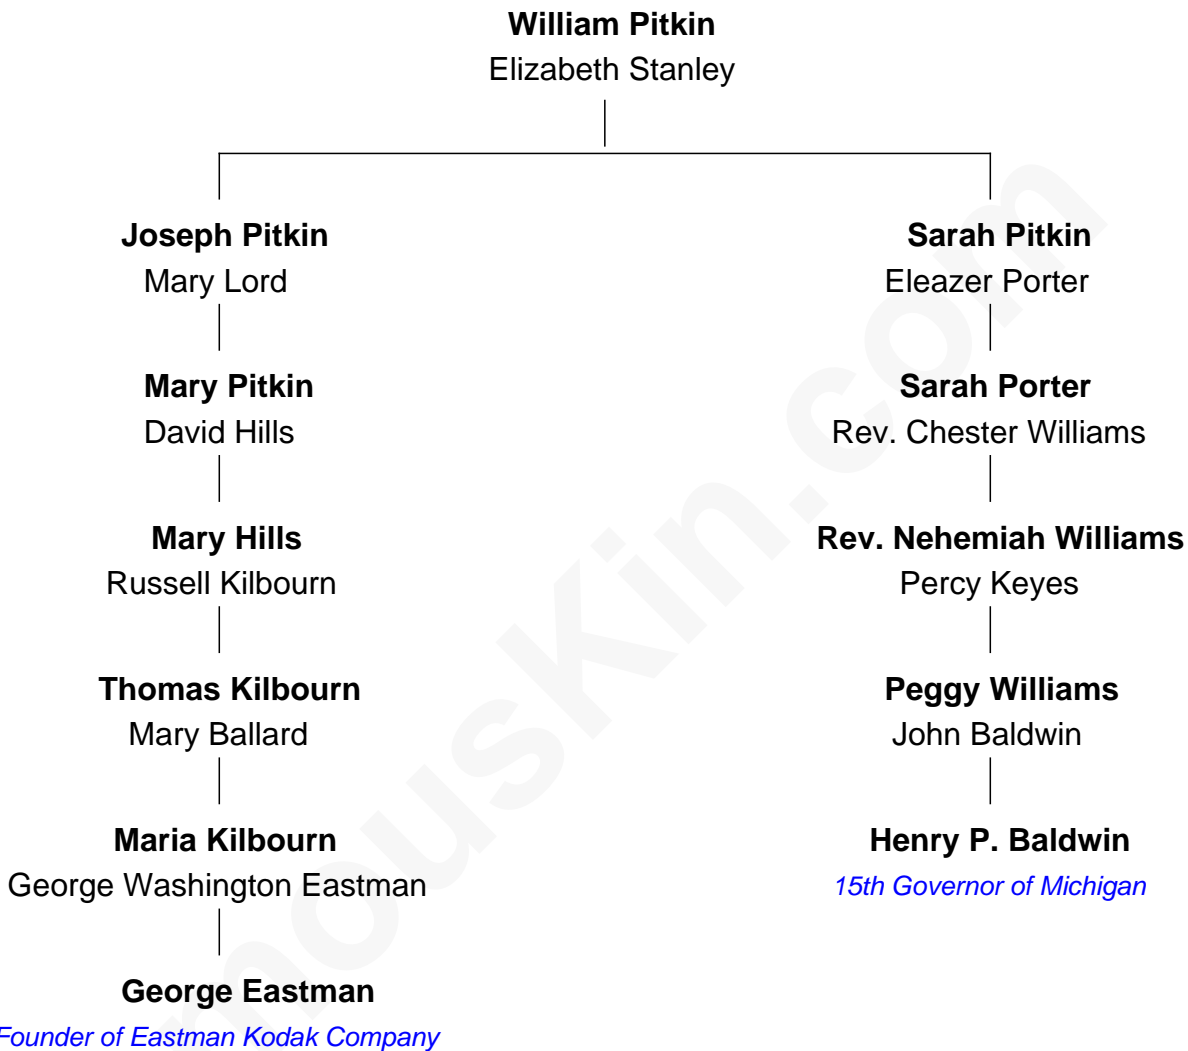 William Pitkin
Elizabeth Stanley
Joseph Pitkin
Mary Lord
Sarah Pitkin
Eleazer Porter
Mary Pitkin
David Hills
Sarah Porter
Rev. Chester Williams
Mary Hills
Russell Kilbourn
Rev. Nehemiah Williams
Percy Keyes
Thomas Kilbourn
Mary Ballard
Peggy Williams
John Baldwin
Maria Kilbourn
George Washington Eastman
Henry P. Baldwin
15th Governor of Michigan
George Eastman
Founder of Eastman Kodak Company
mousKin.com